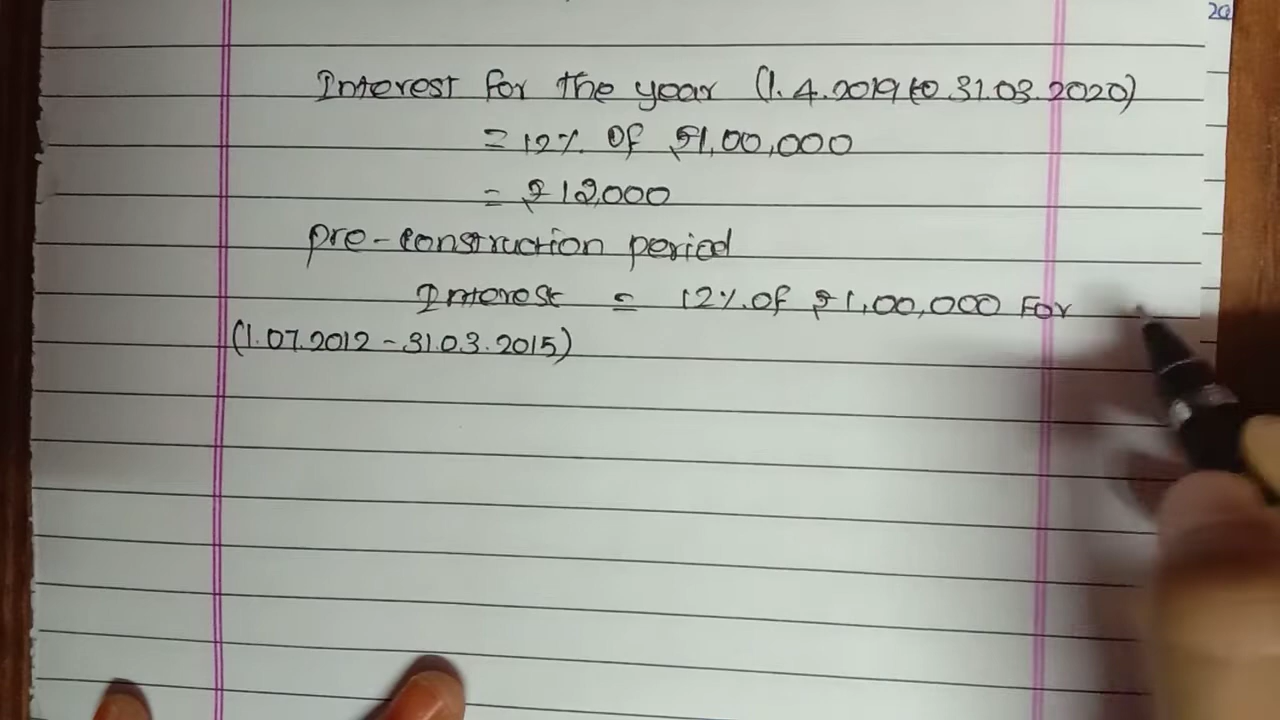 Interest for the year (1.4.2019 to 31.03.2020)
= 12% of ₹1,00,000
= ₹12,000
pre-construction period
Interest = 12% of ₹1,00,000 For
(1.07.2012 - 31.03.2015)